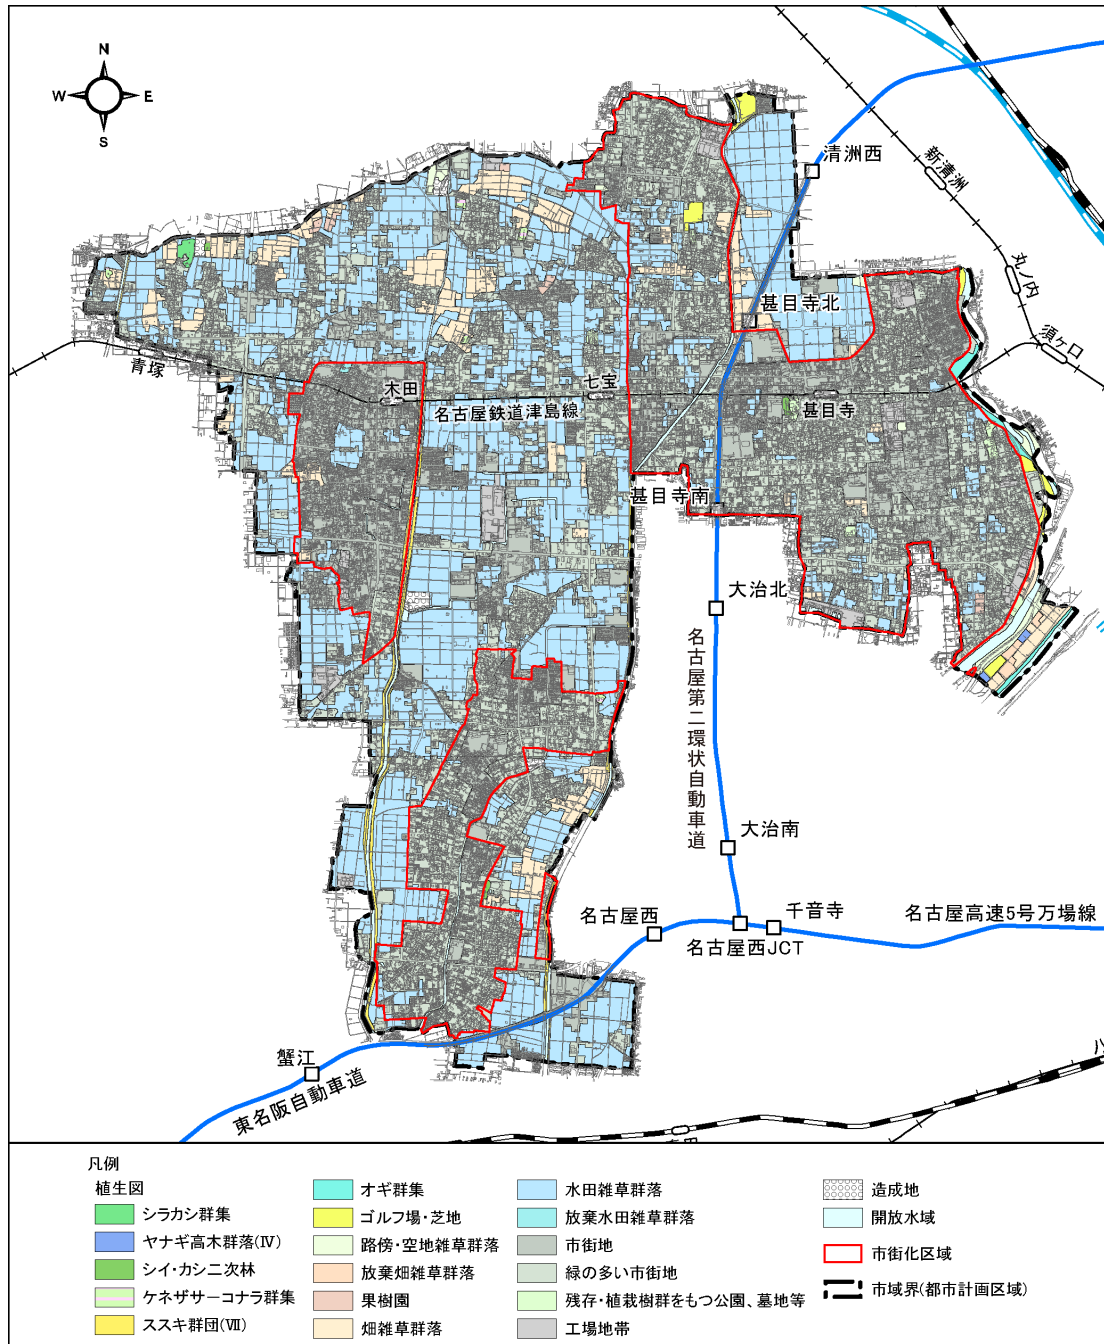 N
W E
S
清洲西
新清洲
丸ノ内
須ケ口
甚目寺北
青塚
木田
七宝
名古屋鉄道津島線
甚目寺
甚目寺南
大治北
名古屋第二環状自動車道
大治南
名古屋西
千音寺
名古屋高速5号万場線
名古屋西JCT
蟹江
東名阪自動車道
凡例
植生図
シラカシ群集
ヤナギ高木群落(Ⅳ)
シイ・カシ二次林
ケネザサーコナラ群集
ススキ群団(Ⅶ)
オギ群集
ゴルフ場・芝地
路傍・空地雑草群落
放棄畑雑草群落
果樹園
畑雑草群落
水田雑草群落
放棄水田雑草群落
市街地
緑の多い市街地
残存・植栽樹群をもつ公園、墓地等
工場地帯
造成地
開放水域
市街化区域
市域界(都市計画区域)